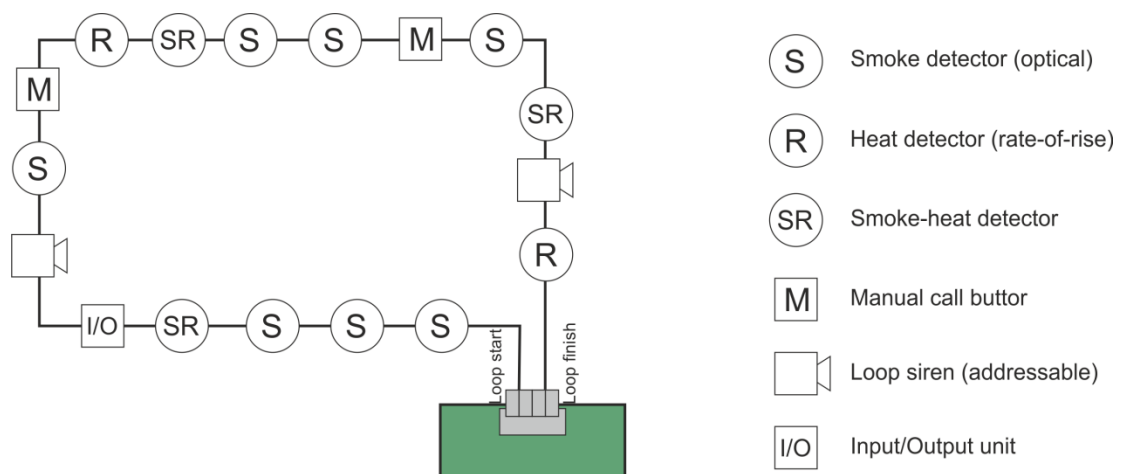 R SR S S M S
S Smoke detector (optical)
M
SR
R Heat detector (rate-of-rise)
S
SR Smoke-heat detector
R
M Manual call buttor
I/O SR S S S
Loop start
Loop finish
Loop siren (addressable)
I/O Input/Output unit